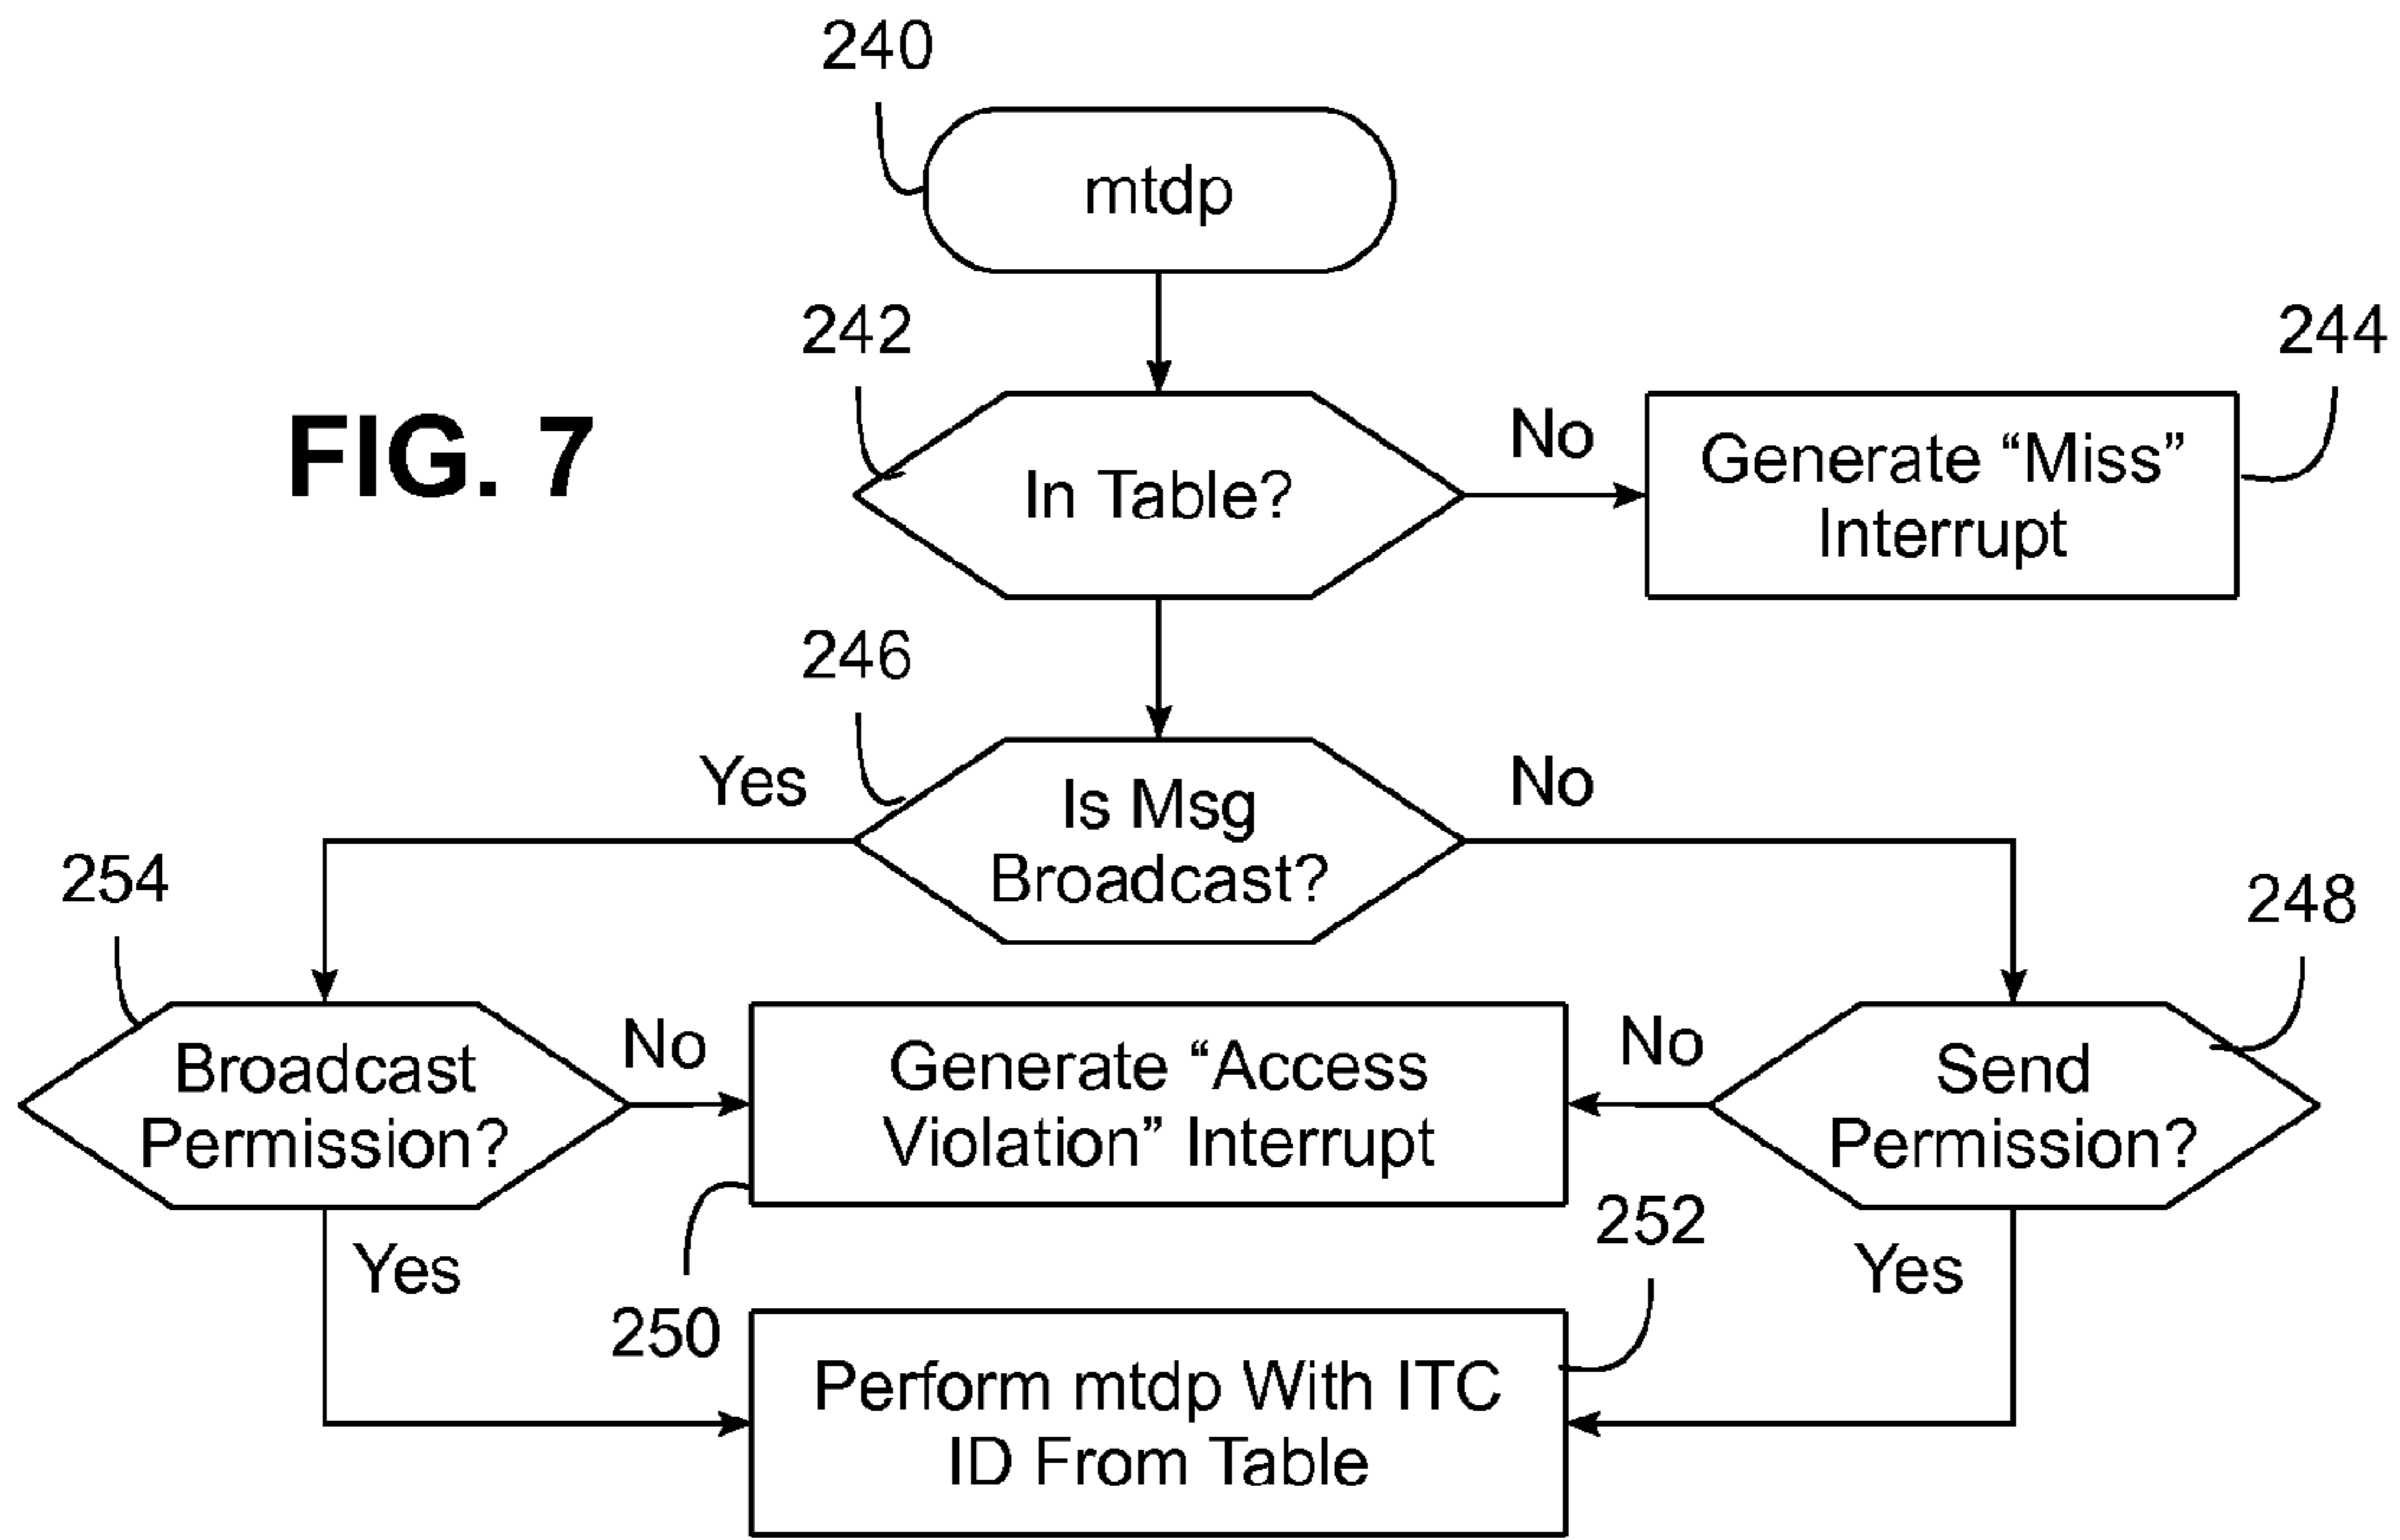 240
mtdp
242
244
FIG. 7
No
In Table?
Generate “Miss”
Interrupt
246
Yes
No
Is Msg
Broadcast?
254
248
Broadcast
Permission?
No
Generate “Access
Violation” Interrupt
No
Send
Permission?
252
Yes
Yes
250
Perform mtdp With ITC
ID From Table